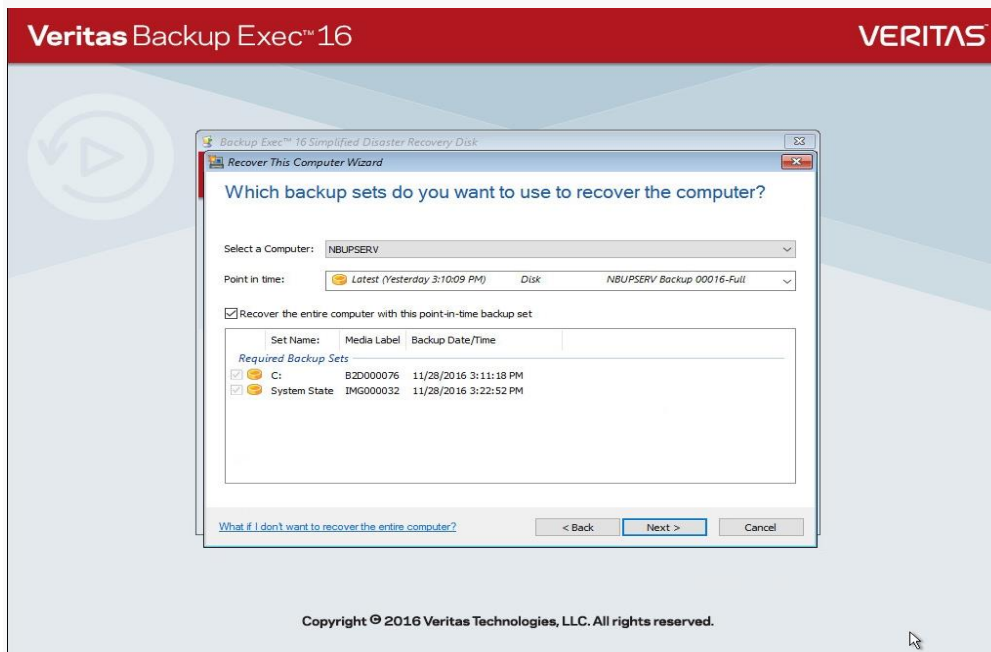 Veritas Backup Exec™ 16
VERITAS
Backup Exec™ 16 Simplified Disaster Recovery Disk
Recover This Computer Wizard
Which backup sets do you want to use to recover the computer?
Select a Computer: NBUPSERV
Point in time: Latest (Yesterday 3:10:09 PM) Disk NBUPSERV Backup 00016-Full
Recover the entire computer with this point-in-time backup set
Set Name: Media Label Backup Date/Time
Required Backup Sets
C: B2D000076 11/28/2016 3:11:18 PM
System State IMG000032 11/28/2016 3:22:52 PM
What if I don't want to recover the entire computer?
< Back Next > Cancel
Copyright © 2016 Veritas Technologies, LLC. All rights reserved.